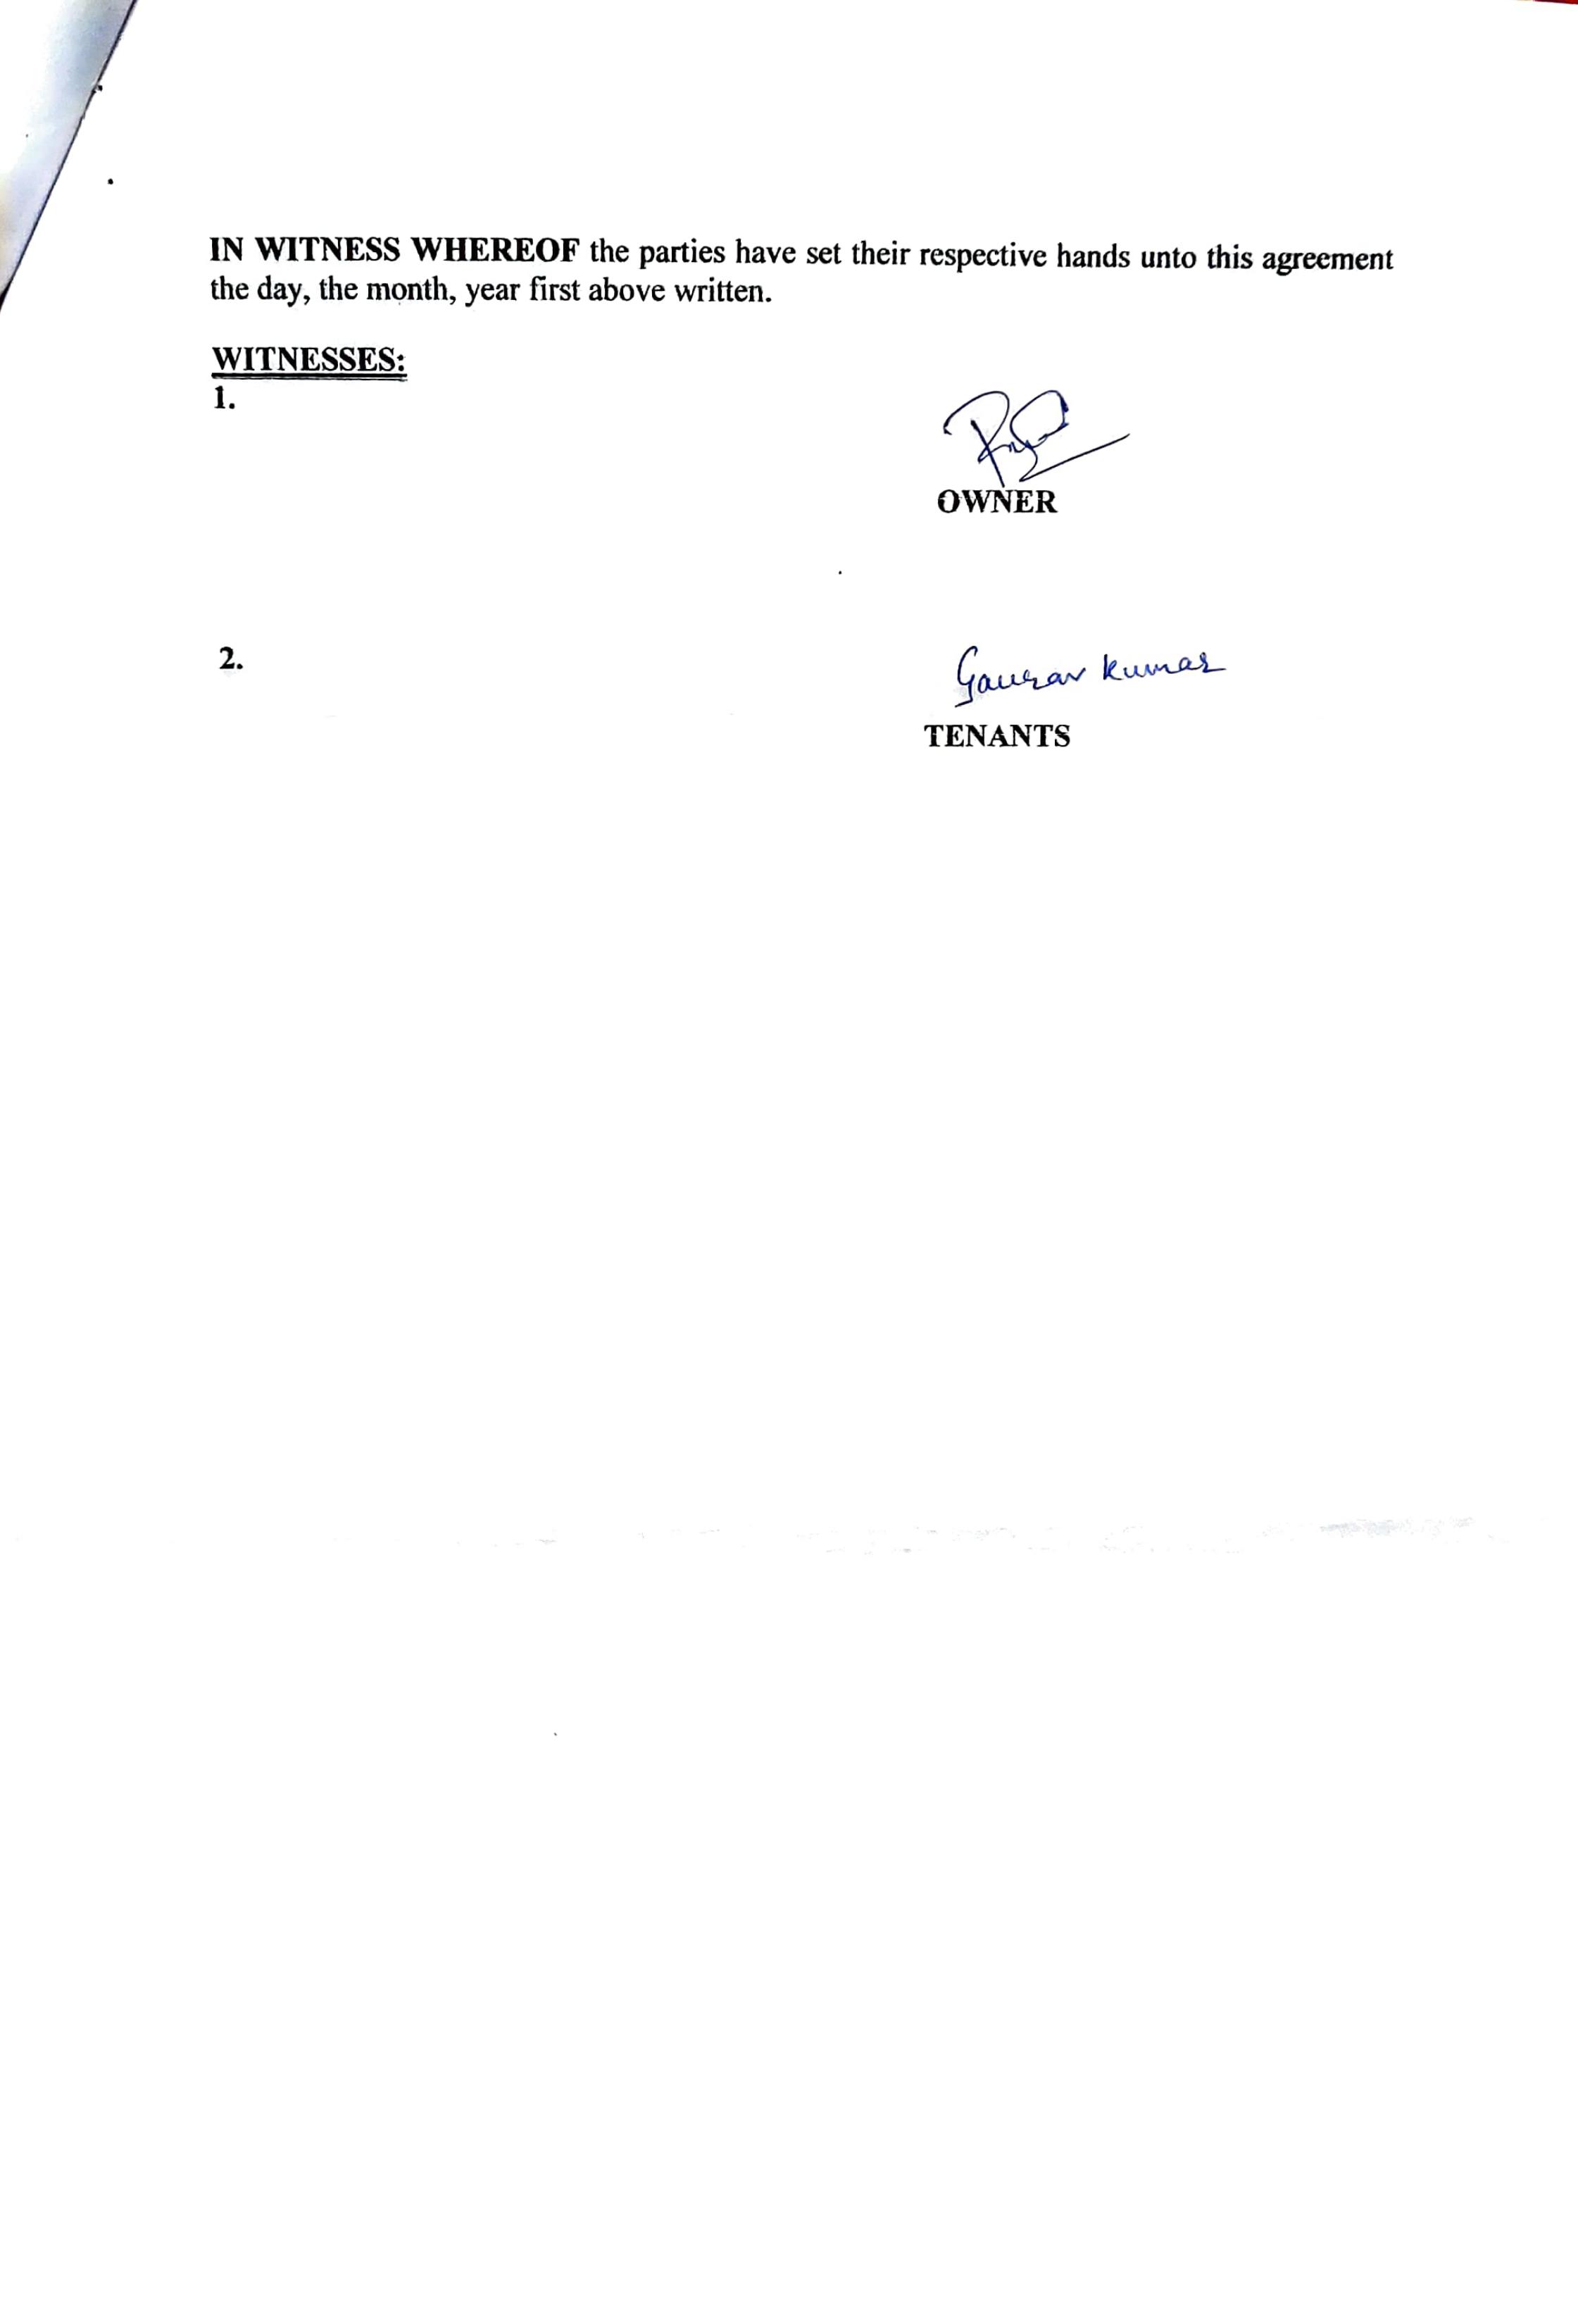 IN WITNESS WHEREOF the parties have set their respective hands unto this agreement
the day, the month, year first above written.
WITNESSES:
1.
OWNER
2.
Gaurav Kumar
TENANTS